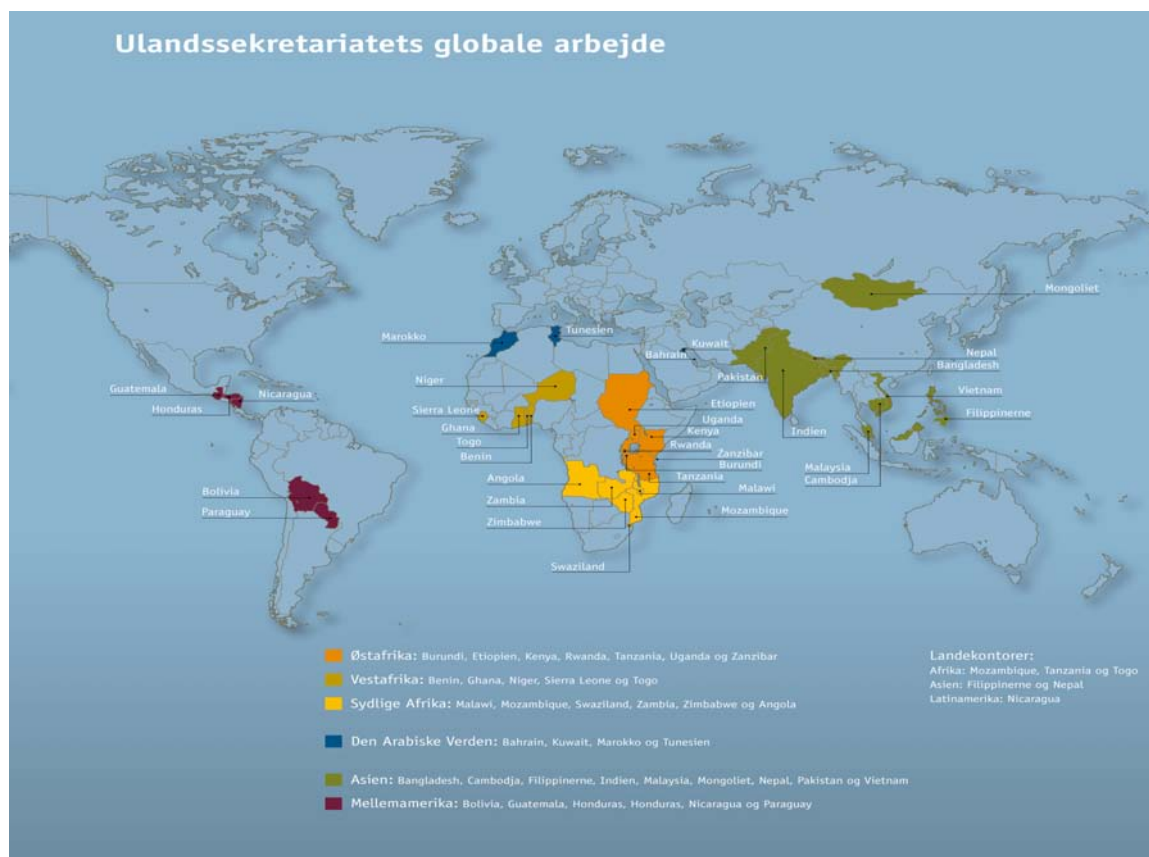 Ulandssekretariatets globale arbejde
Mongoliet
Marokko
Tunesien
Kuwait
Bahrain
Nepal
Bangladesh
Pakistan
Guatemala
Nicaragua
Niger
Vietnam
Honduras
Sierra Leone
Etiopien
Filippinerne
Ghana
Uganda
Togo
Kenya
Indien
Benin
Rwanda
Zanzibar
Burundi
Malaysia
Angola
Tanzania
Cambodja
Bolivia
Zambia
Malawi
Paraguay
Zimbabwe
Mozambique
Swaziland
Østafrika: Burundi, Etiopien, Kenya, Rwanda, Tanzania, Uganda og Zanzibar
Vestafrika: Benin, Ghana, Niger, Sierra Leone og Togo
Sydlige Afrika: Malawi, Mozambique, Swaziland, Zambia, Zimbabwe og Angola
Den Arabiske Verden: Bahrain, Kuwait, Marokko og Tunesien
Asien: Bangladesh, Cambodja, Filippinerne, Indien, Malaysia, Mongoliet, Nepal, Pakistan og Vietnam
Mellemamerika: Bolivia, Guatemala, Honduras, Honduras, Nicaragua og Paraguay
Landekontorer:
Afrika: Mozambique, Tanzania og Togo
Asien: Filippinerne og Nepal
Latinamerika: Nicaragua